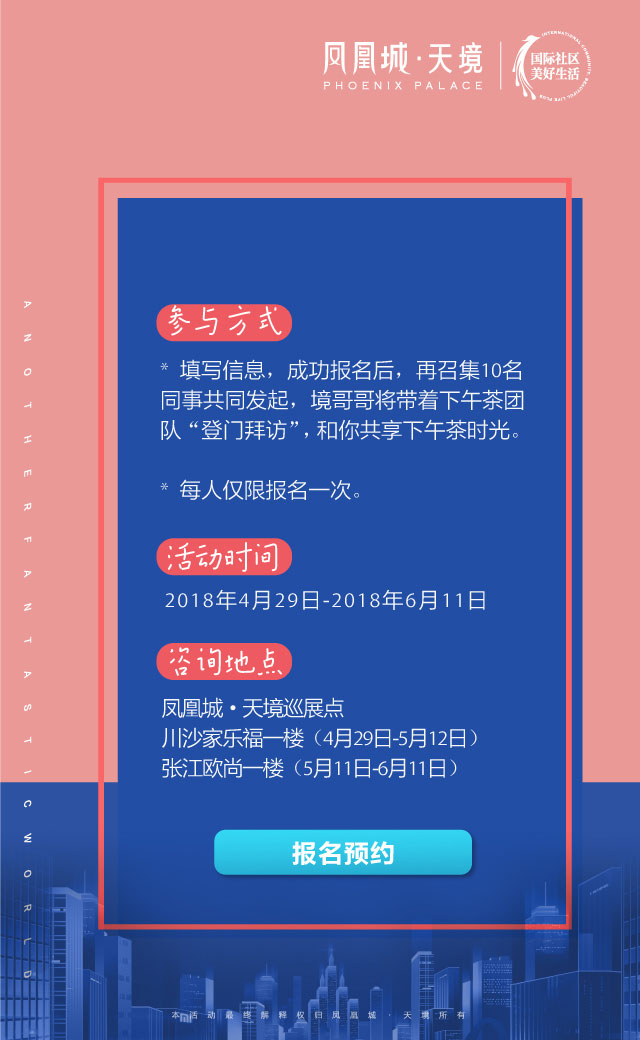 凤凰城·天境
PHOENIX PALACE
国际社区
美好生活
INTERNATIONAL COMMUNITY BEAUTIFUL LIFE PLUS
参与方式
* 填写信息，成功报名后，再召集10名
同事共同发起，境哥哥将带着下午茶团
队“登门拜访”，和你共享下午茶时光。
* 每人仅限报名一次。
活动时间
2018年4月29日-2018年6月11日
咨询地点
凤凰城·天境巡展点
川沙家乐福一楼（4月29日-5月12日）
张江欧尚一楼（5月11日-6月11日）
报名预约
ANOTHERFANTASTICWORLD
本活动最终解释权归凤凰城·天境所有